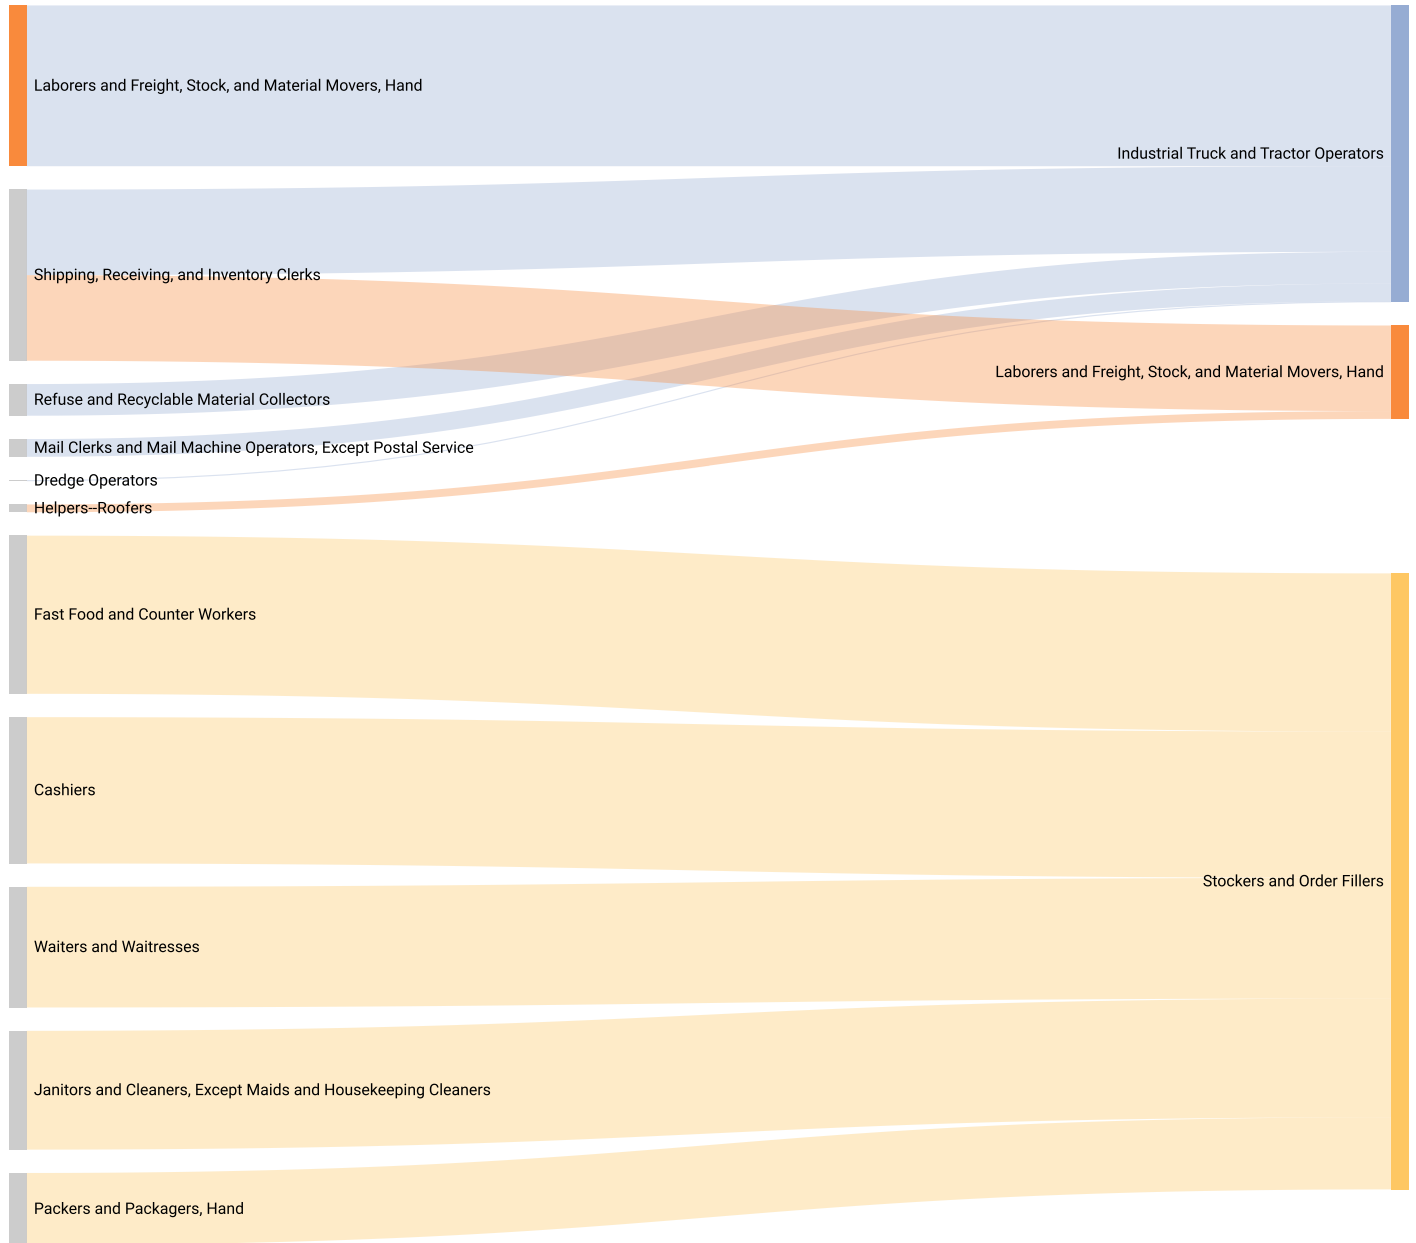 Laborers and Freight, Stock, and Material Movers, Hand
Industrial Truck and Tractor Operators
Shipping, Receiving, and Inventory Clerks
Laborers and Freight, Stock, and Material Movers, Hand
Refuse and Recyclable Material Collectors
Mail Clerks and Mail Machine Operators, Except Postal Service
Dredge Operators
Helpers--Roofers
Fast Food and Counter Workers
Cashiers
Stockers and Order Fillers
Waiters and Waitresses
Janitors and Cleaners, Except Maids and Housekeeping Cleaners
Packers and Packagers, Hand